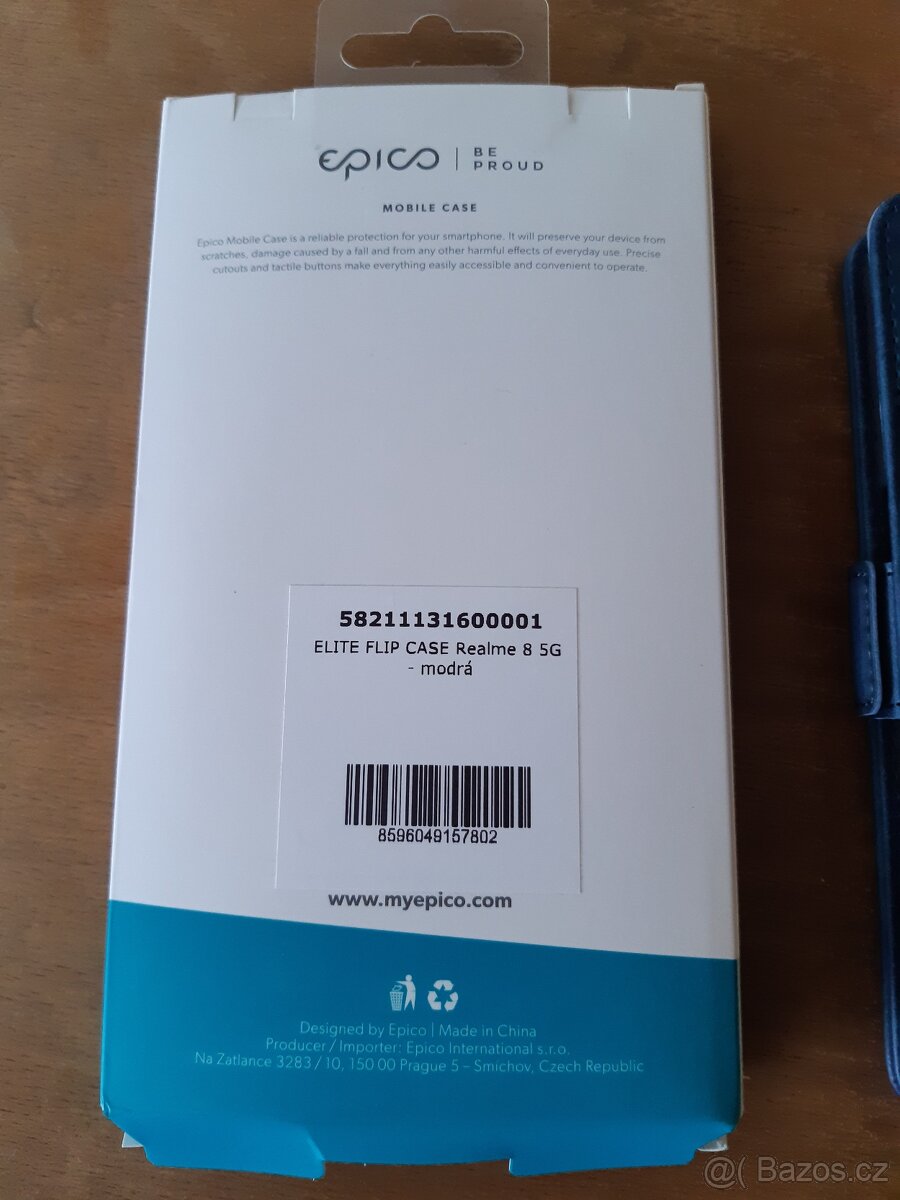 epico | BE PROUD
MOBILE CASE
Epico Mobile Case is a reliable protection for your smartphone. It will preserve your device from
scratches, damage caused by a fall and from any other harmful effects of everyday use. Precise
cutouts and tactile buttons make everything easily accessible and convenient to operate.
58211131600001
ELITE FLIP CASE Realme 8 5G
- modrá
8596049157802
www.myepico.com
Designed by Epico | Made in China
Producer / Importer: Epico International s.r.o.
Na Zatlance 3283 / 10, 150 00 Prague 5 – Smichov, Czech Republic
@( Bazos.cz